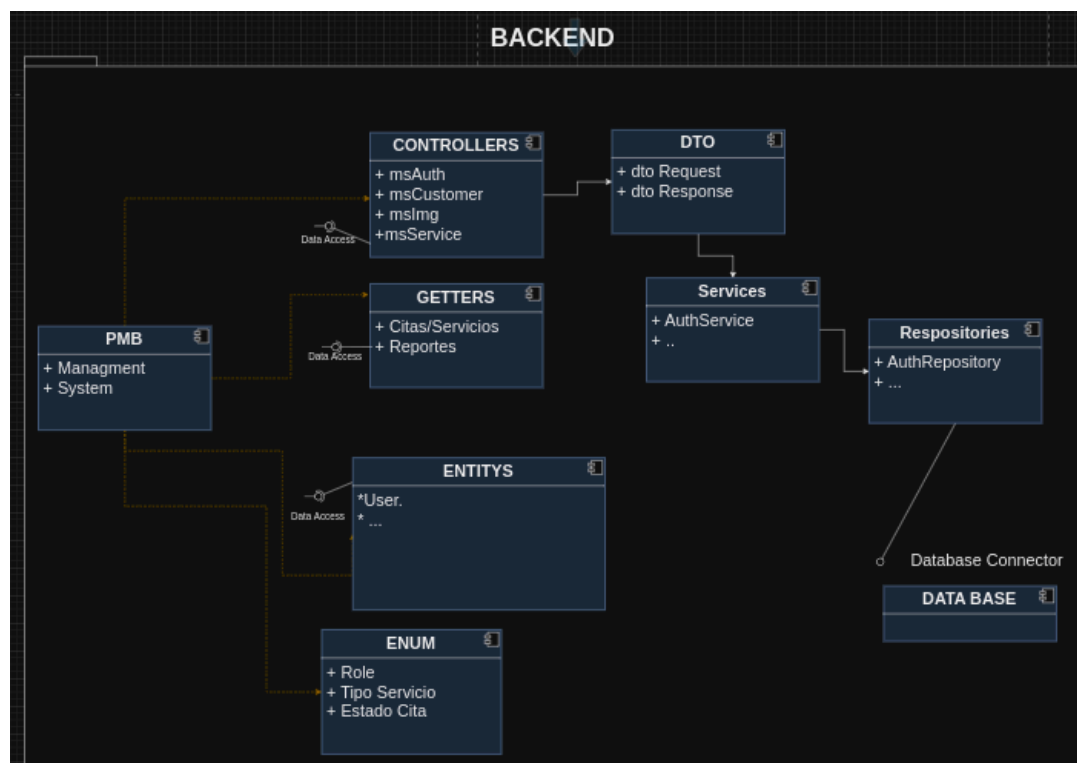 BACKEND
CONTROLLERS
+ msAuth
+ msCustomer
+ msImg
+msService
Data Access
DTO
+ dto Request
+ dto Response
GETTERS
+ Citas/Servicios
+ Reportes
Data Access
Services
+ AuthService
+ ..
Respositories
+ AuthRepository
+ ...
PMB
+ Managment
+ System
ENTITYS
*User.
* ...
Data Access
Database Connector
DATA BASE
ENUM
+ Role
+ Tipo Servicio
+ Estado Cita